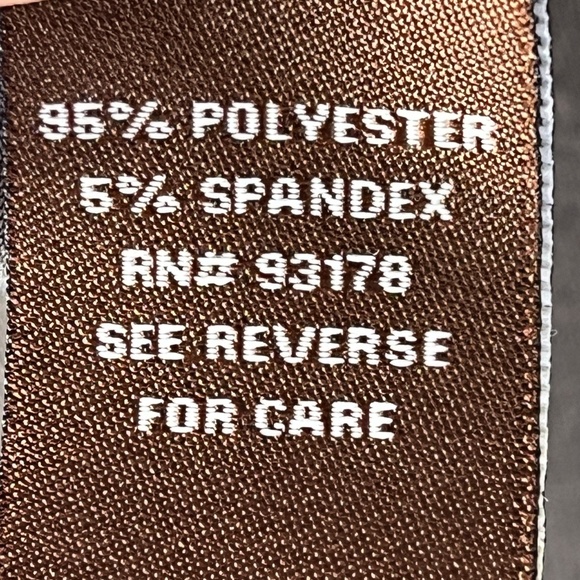 95% POLYESTER
5% SPANDEX
RN# 93178
SEE REVERSE
FOR CARE